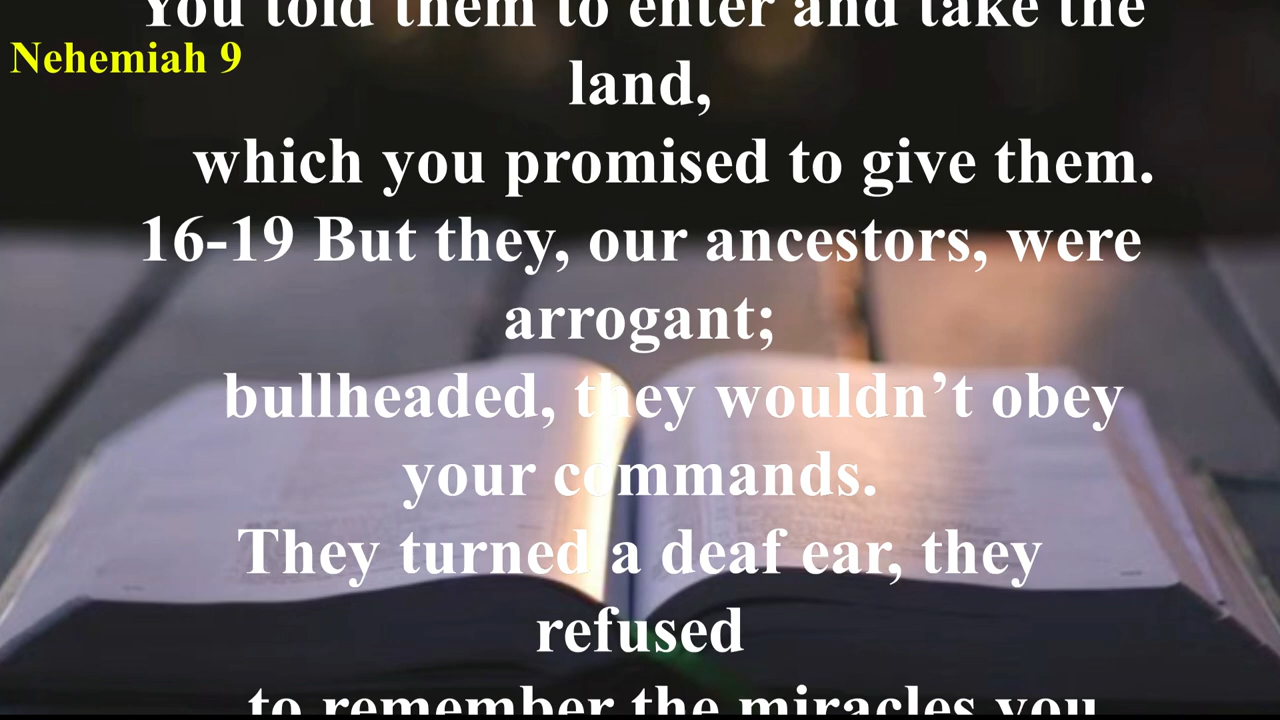 You told them to enter and take the
Nehemiah 9
land,
which you promised to give them.
16-19 But they, our ancestors, were
arrogant;
bullheaded, they wouldn’t obey
your commands.
They turned a deaf ear, they
refused
to remember the miracles you